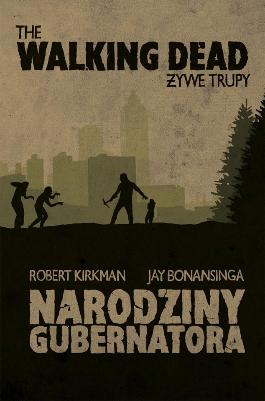 THE
WALKING DEAD
ŻYWE TRUPY
ROBERT KIRKMAN JAY BONANSINGA
NARODZINY
GUBERNATORA